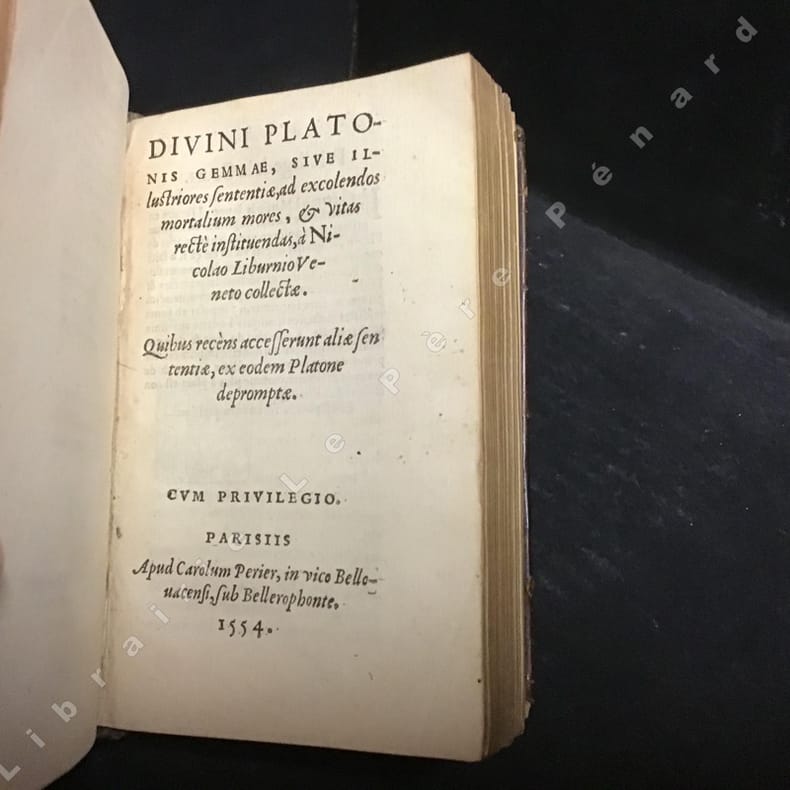 DIVINI PLATO-
NIS GEMMAE, SIVE IL-
lustriores sententiæ, ad excolendos
mortalium mores, & vitas
rectè instituendas, à Ni-
colao Liburnio Ve-
neto collectæ.
Quibus recèns accesserunt aliæ sen
tentiæ, ex eodem Platone
depromptæ.
CVM PRIVILEGIO.
PARISIIS
Apud Carolum Perier, in vico Bello-
uacensi, sub Bellerophonte.
1554.
Librairie Le Père Pénard